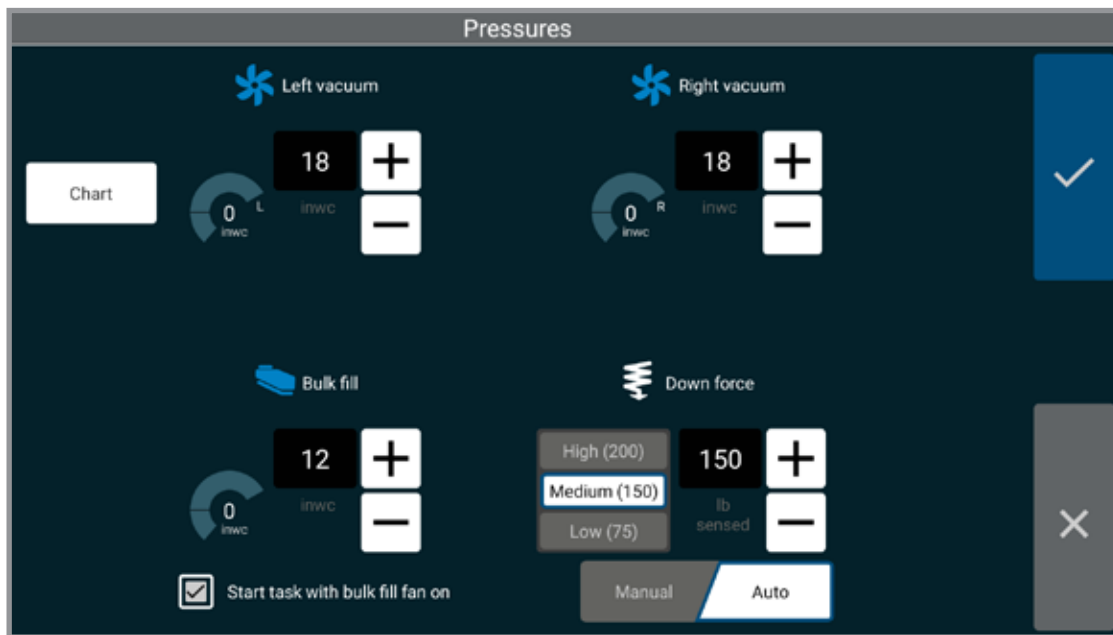 Pressures
Left vacuum
Right vacuum
Chart
18
inwc
0
L
inwc
18
inwc
0
R
inwc
Bulk fill
Down force
12
inwc
0
inwc
High (200)
Medium (150)
Low (75)
150
lb
sensed
Start task with bulk fill fan on
Manual
Auto